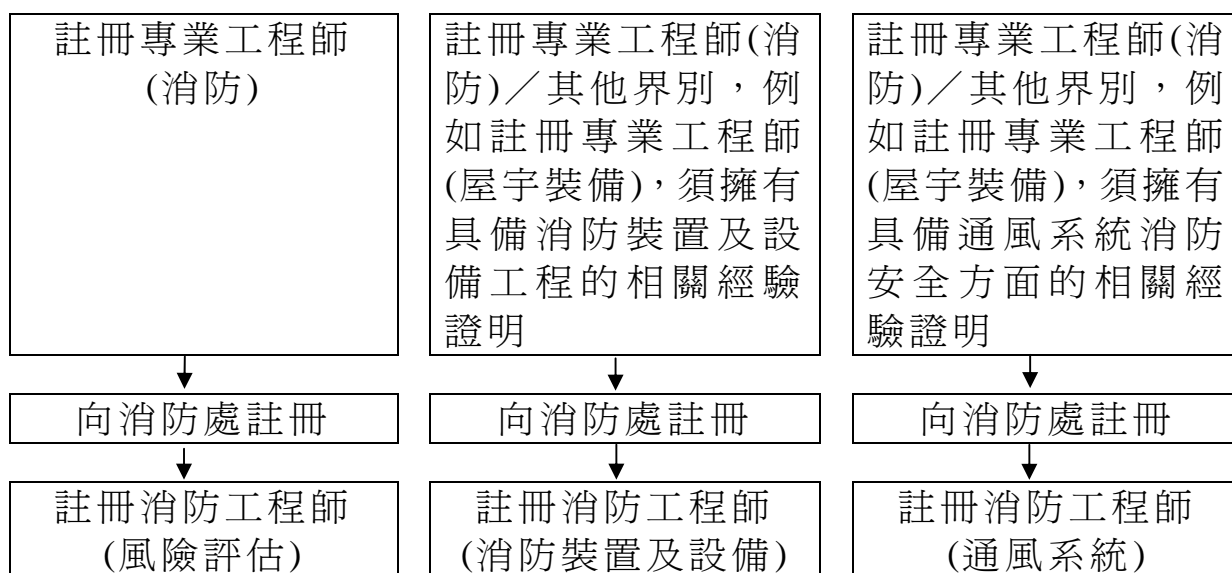 註冊專業工程師
(消防)
向消防處註冊
註冊消防工程師
(風險評估)
註冊專業工程師(消
防)／其他界別，例
如註冊專業工程師
(屋宇裝備)，須擁有
具備消防裝置及設
備工程的相關經驗
證明
向消防處註冊
註冊消防工程師
(消防裝置及設備)
註冊專業工程師(消
防)／其他界別，例
如註冊專業工程師
(屋宇裝備)，須擁有
具備通風系統消防
安全方面的相關經
驗證明
向消防處註冊
註冊消防工程師
(通風系統)